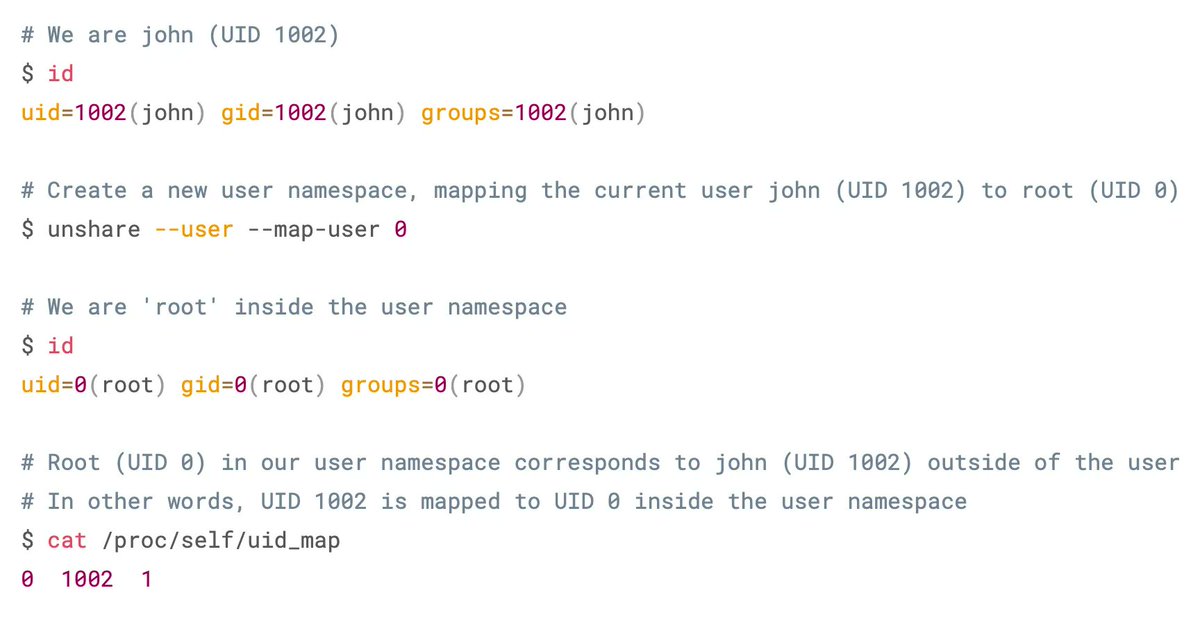 # We are john (UID 1002)
$ id
uid=1002(john) gid=1002(john) groups=1002(john)
# Create a new user namespace, mapping the current user john (UID 1002) to root (UID 0)
$ unshare --user --map-user 0
# We are 'root' inside the user namespace
$ id
uid=0(root) gid=0(root) groups=0(root)
# Root (UID 0) in our user namespace corresponds to john (UID 1002) outside of the user
# In other words, UID 1002 is mapped to UID 0 inside the user namespace
$ cat /proc/self/uid_map
0  1002  1